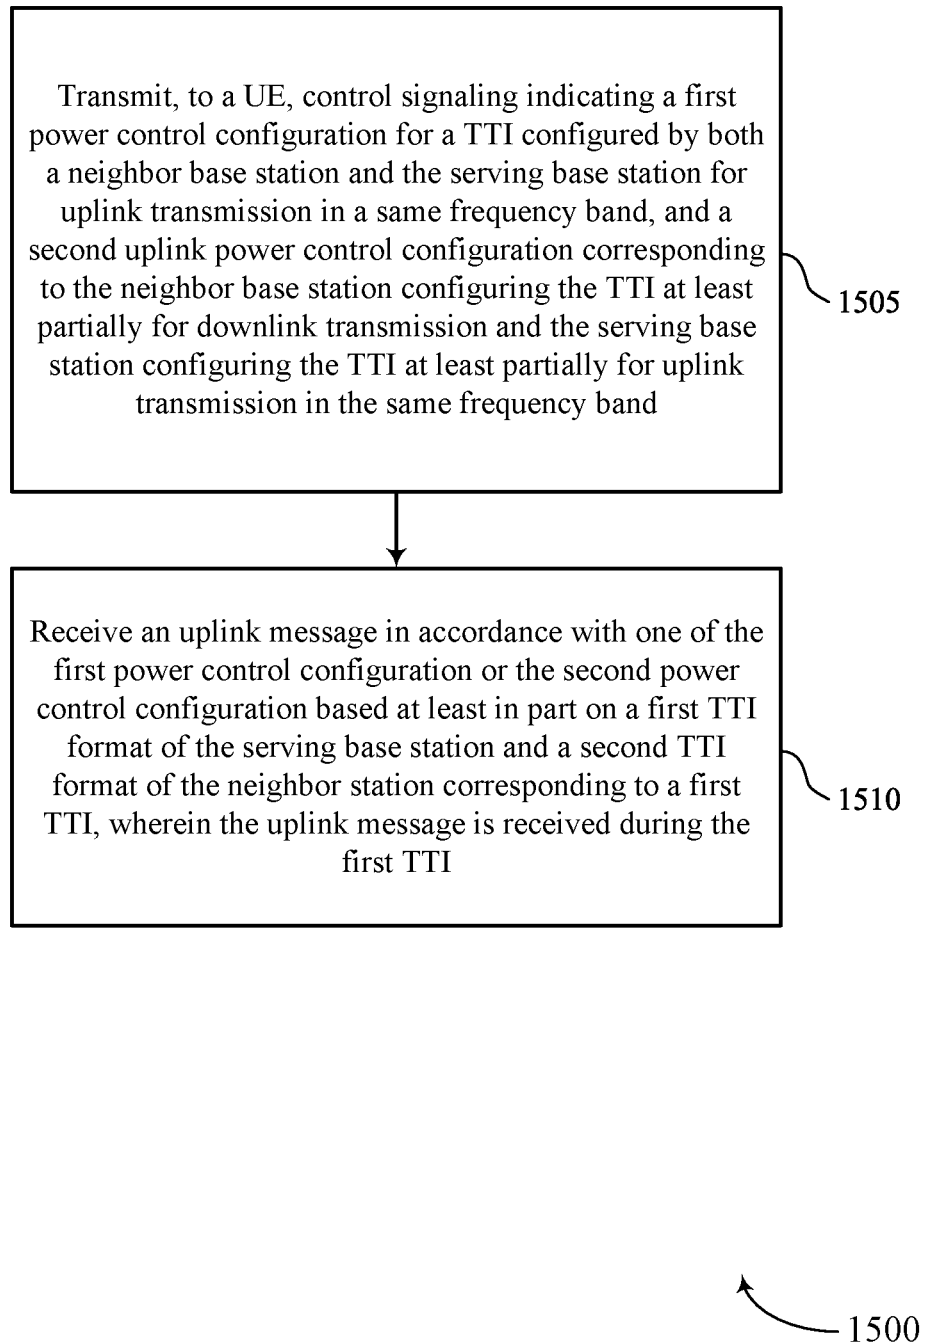 Transmit, to a UE, control signaling indicating a first
power control configuration for a TTI configured by both
a neighbor base station and the serving base station for
uplink transmission in a same frequency band, and a
second uplink power control configuration corresponding
to the neighbor base station configuring the TTI at least
partially for downlink transmission and the serving base
station configuring the TTI at least partially for uplink
transmission in the same frequency band
1505
Receive an uplink message in accordance with one of the
first power control configuration or the second power
control configuration based at least in part on a first TTI
format of the serving base station and a second TTI
format of the neighbor station corresponding to a first
TTI, wherein the uplink message is received during the
first TTI
1510
1500